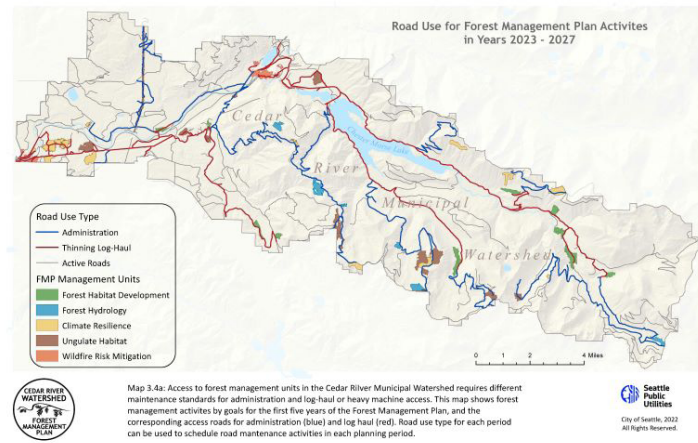 Road Use for Forest Management Plan Activites
in Years 2023 - 2027
Cedar
River
Municipal
Watershed
Chester Morse Lake
Road Use Type
Administration
Thinning Log-Haul
Active Roads
FMP Management Units
Forest Habitat Development
Forest Hydrology
Climate Resilience
Ungulate Habitat
Wildfire Risk Mitigation
0 1 2 4 Miles
CEDAR RIVER
WATERSHED
FOREST
MANAGEMENT
PLAN
Map 3.4a: Access to forest management units in the Cedar Rilver Municipal Watershed requires different
maintenance standards for administration and log-haul or heavy machine access. This map shows forest
management activites by goals for the first five years of the Forest Management Plan, and the
corresponding access roads for administration (blue) and log haul (red). Road use type for each period
can be used to schedule road mantenance activities in each planning period.
Seattle
Public
Utilities
City of Seattle, 2022
All Rights Reserved.